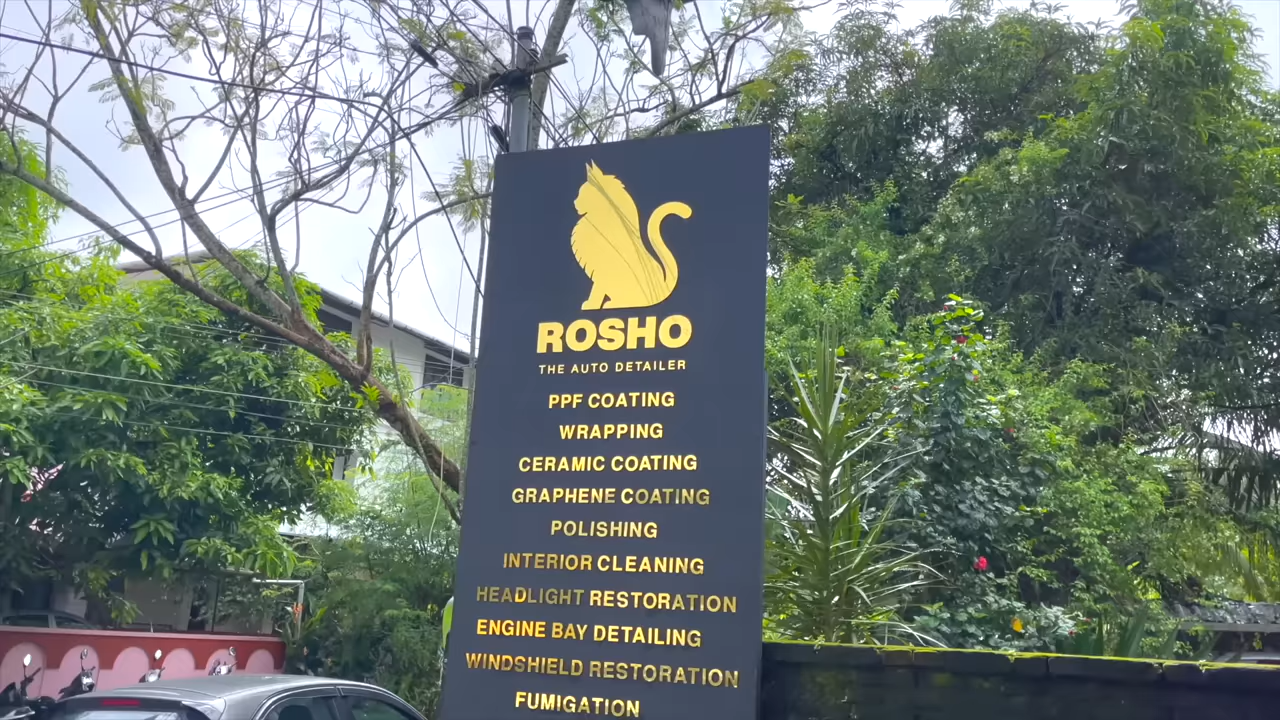 ROSHO
THE AUTO DETAILER
PPF COATING
WRAPPING
CERAMIC COATING
GRAPHENE COATING
POLISHING
INTERIOR CLEANING
HEADLIGHT RESTORATION
ENGINE BAY DETAILING
WINDSHIELD RESTORATION
FUMIGATION